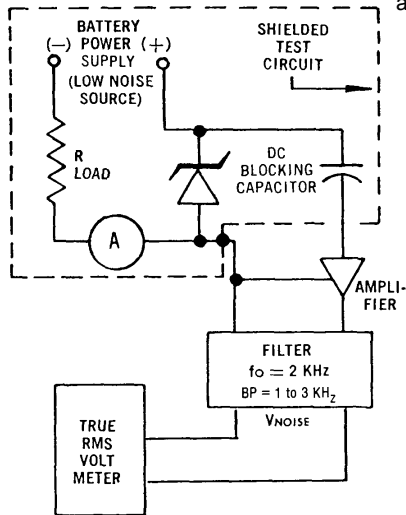 a
BATTERY
(-) POWER (+)
SUPPLY
(LOW NOISE
SOURCE)
SHIELDED
TEST
CIRCUIT
R
LOAD
DC
BLOCKING
CAPACITOR
A
AMPLI-
FIER
FILTER
fo = 2 KHz
BP = 1 to 3 KHz
VNOISE
TRUE
RMS
VOLT
METER